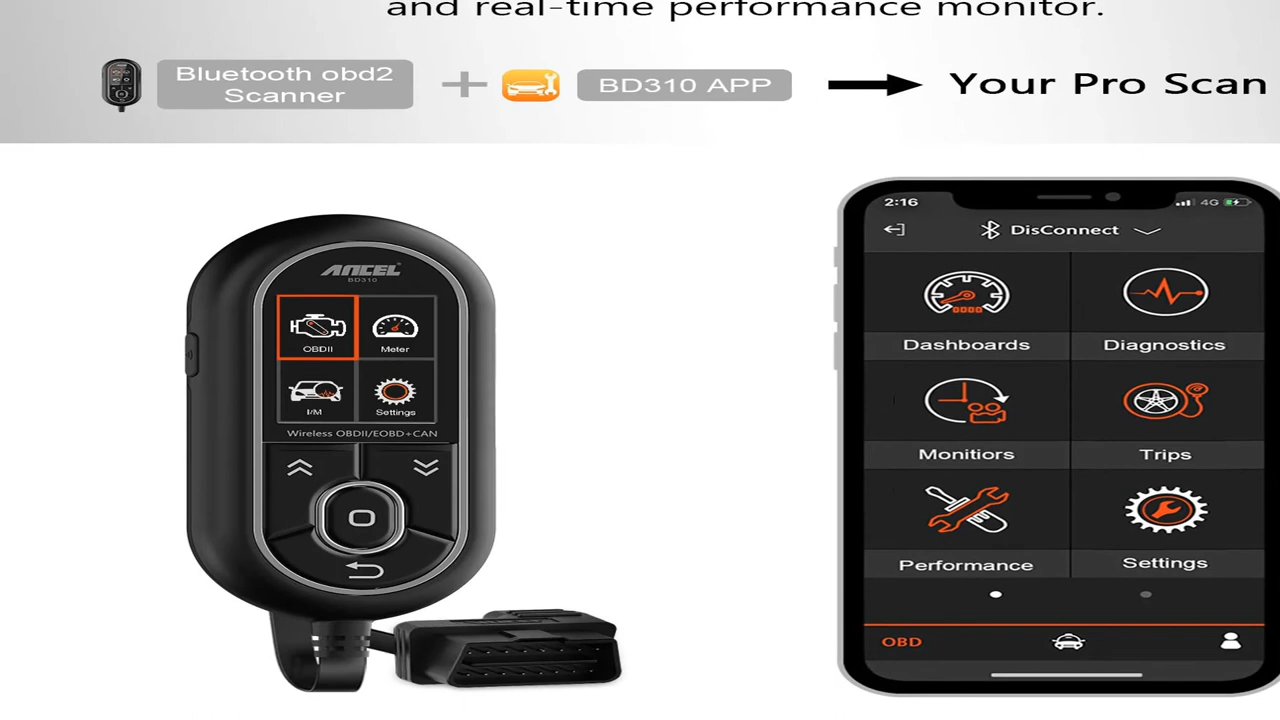 and real-time performance monitor.
Bluetooth obd2
Scanner
BD310 APP
Your Pro Scan
ANCEL
BD310
OBDII
Meter
I/M
Settings
Wireless OBDII/EOBD+CAN
2:16
4G
DisConnect
Dashboards
Diagnostics
Monitiors
Trips
Performance
Settings
OBD